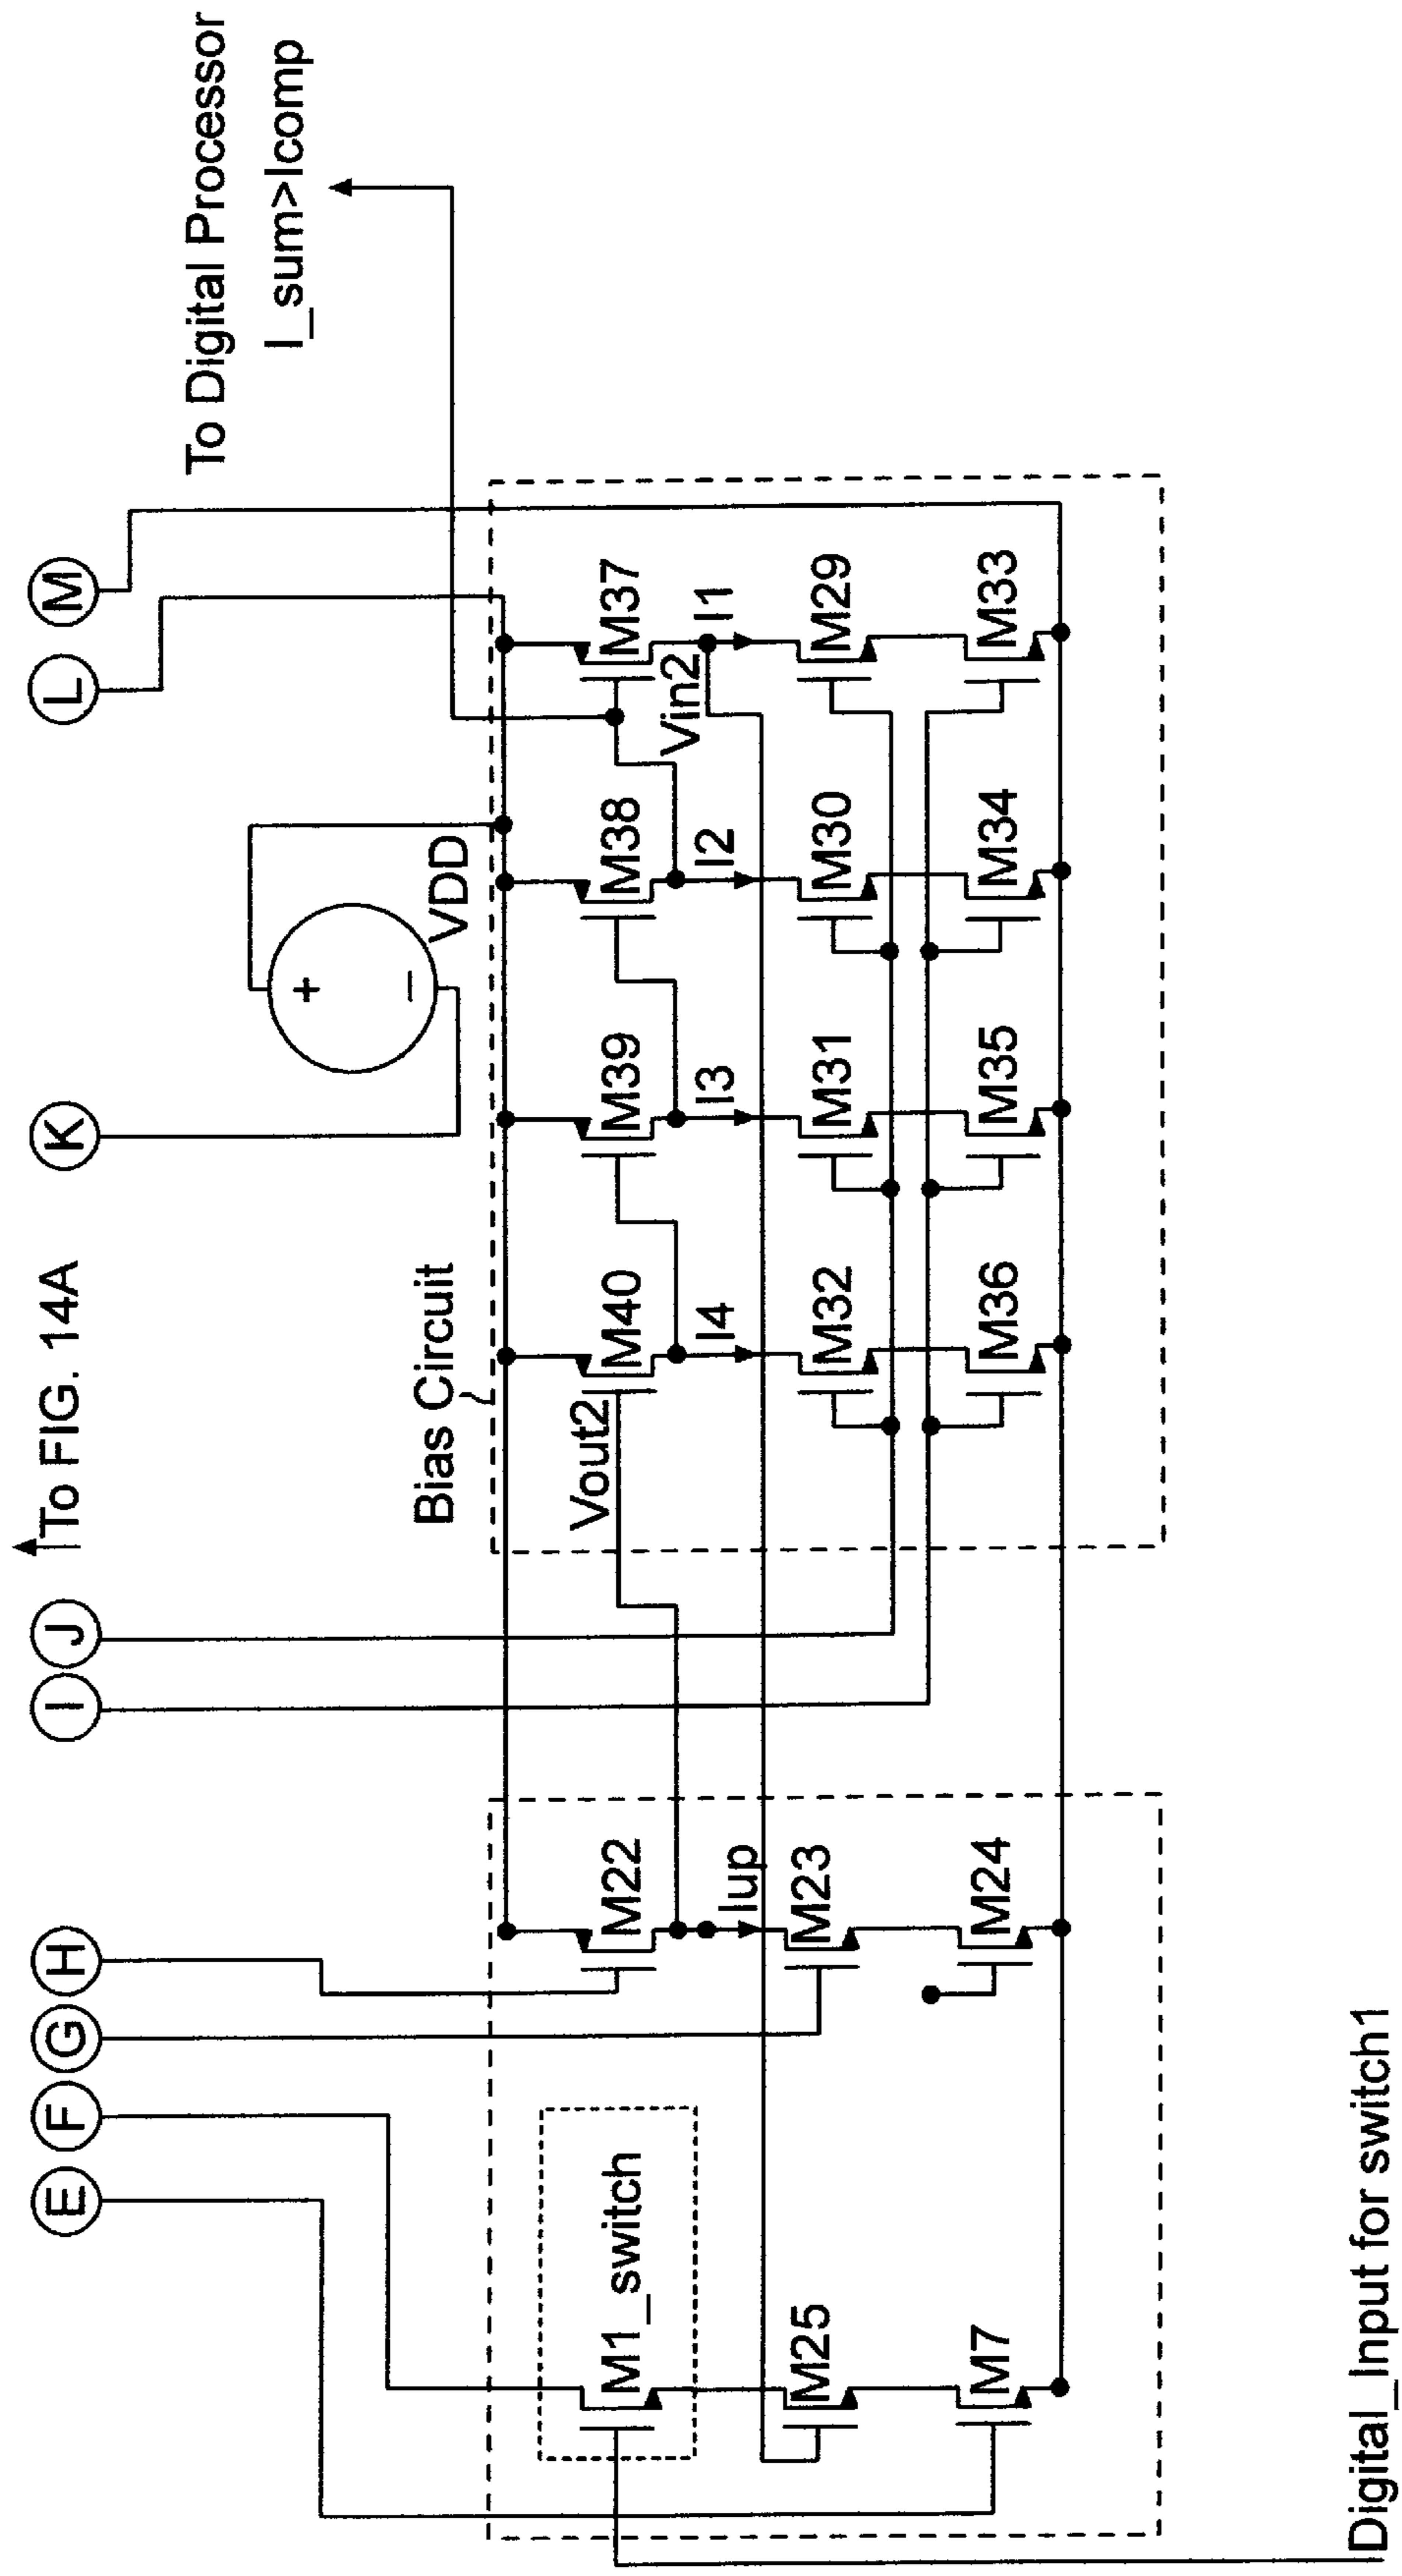 To FIG. 14A
E
F
G
H
I
J
K
L
M
To Digital Processor
I_sum>Icomp
VDD
+
−
Bias Circuit
M1_switch
M22
Vout2
M40
M39
M38
M37
Vin2
Iup
I4
I3
I2
I1
M25
M23
M32
M31
M30
M29
M7
M24
M36
M35
M34
M33
Digital_Input for switch1